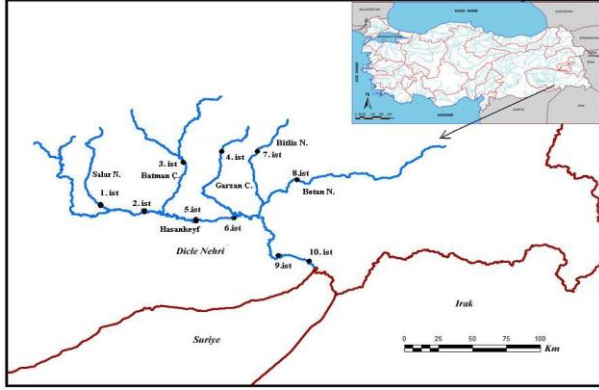 KARA DENİZ
Bitlis N.
3. ist
4. ist
7. ist
Salur N.
Batman Ç.
8.ist
Garzan Ç.
Botan N.
1. ist
2. ist
5.ist
6.ist
Hasankeyf
Dicle Nehri
9.ist
10. ist
Irak
Suriye
0 25 50 75 100
Km